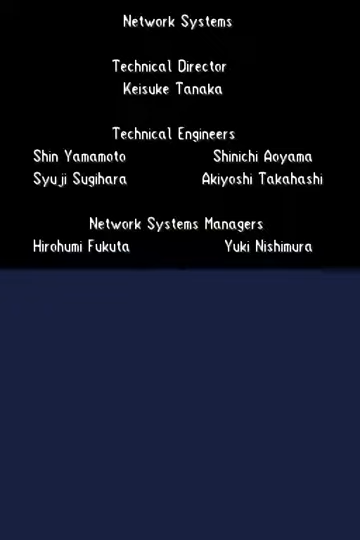 Network Systems
Technical Director
Keisuke Tanaka
Technical Engineers
Shin Yamamoto Shinichi Aoyama
Syuji Sugihara Akiyoshi Takahashi
Network Systems Managers
Hirohumi Fukuta Yuki Nishimura